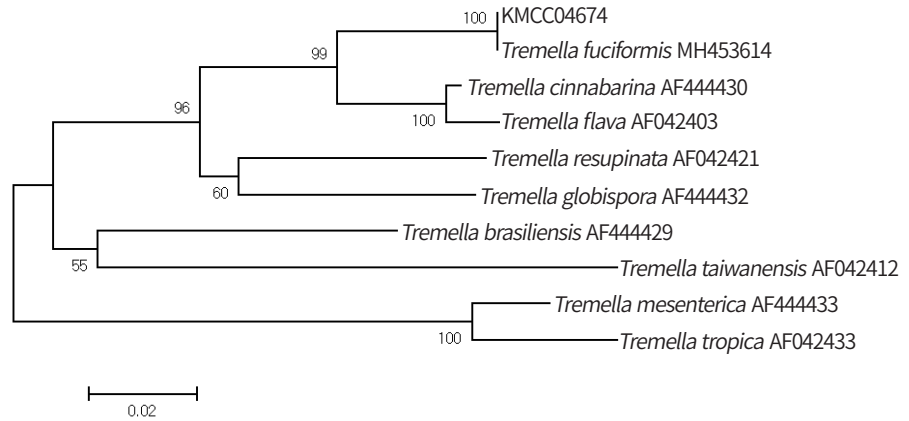 100 KMCC04674
Tremella fuciformis MH453614
99
Tremella cinnabarina AF444430
96
100 Tremella flava AF042403
Tremella resupinata AF042421
60 Tremella globispora AF444432
Tremella brasiliensis AF444429
55 Tremella taiwanensis AF042412
Tremella mesenterica AF444433
100 Tremella tropica AF042433
0.02